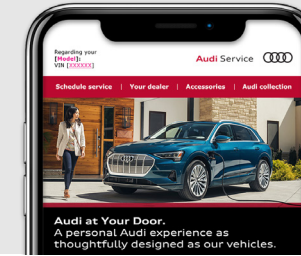 Regarding your
[Model]:
VIN [XXXXXX]
Audi Service
Schedule service | Your dealer | Accessories | Audi collection
Audi at Your Door.
A personal Audi experience as
thoughtfully designed as our vehicles.